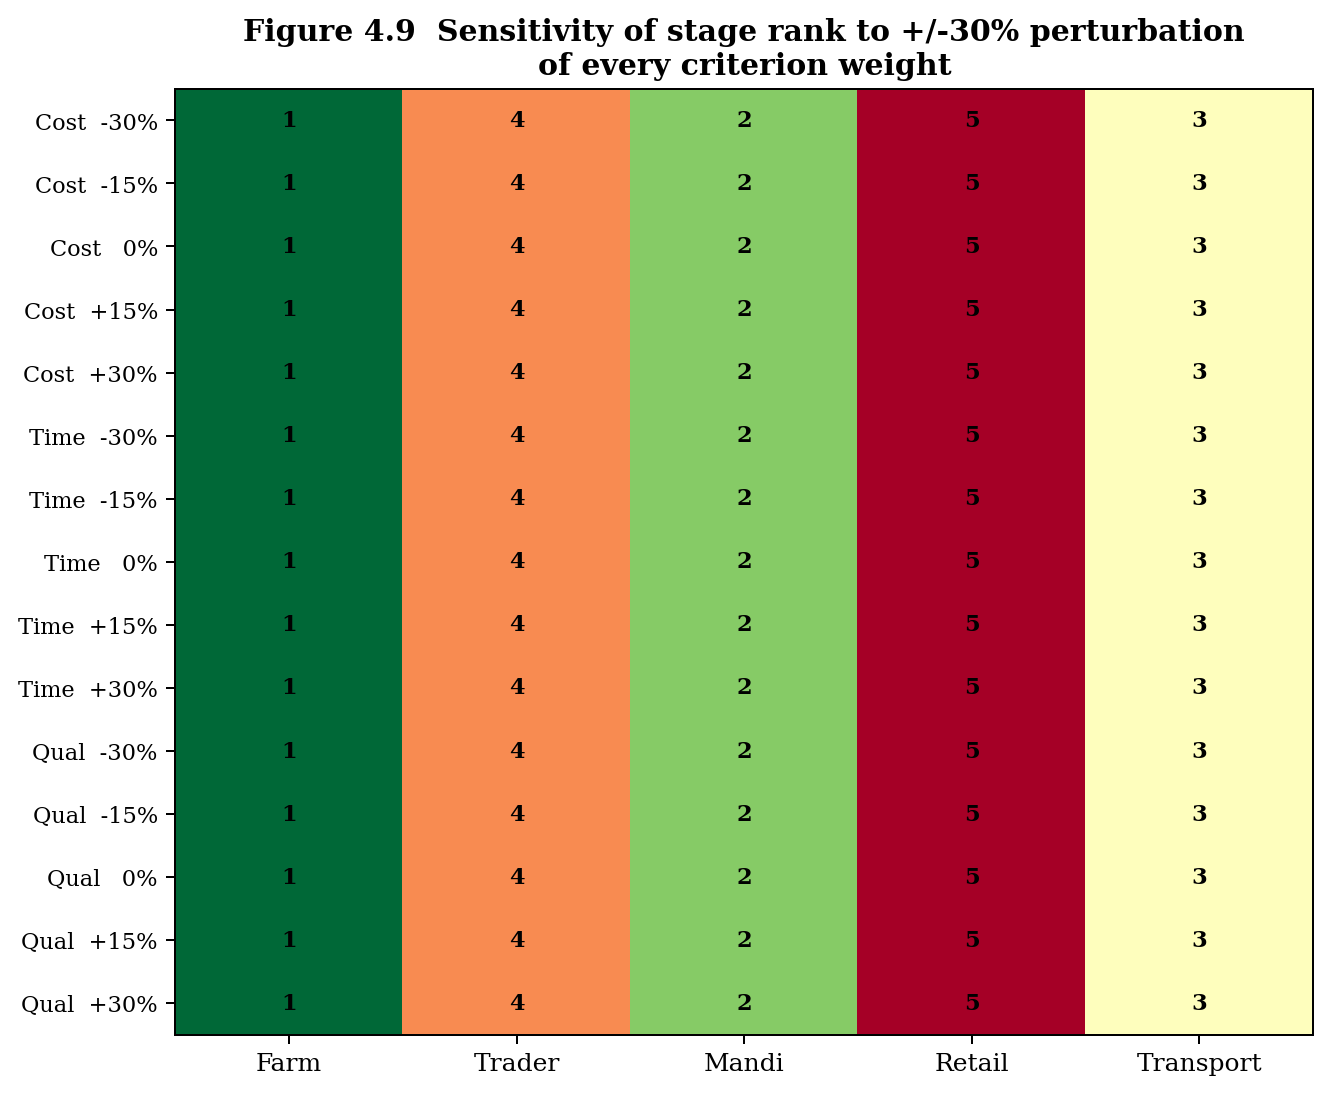 Figure 4.9  Sensitivity of stage rank to +/-30% perturbation
of every criterion weight
Cost  -30% 1 4 2 5 3
Cost  -15% 1 4 2 5 3
Cost   0% 1 4 2 5 3
Cost  +15% 1 4 2 5 3
Cost  +30% 1 4 2 5 3
Time  -30% 1 4 2 5 3
Time  -15% 1 4 2 5 3
Time   0% 1 4 2 5 3
Time  +15% 1 4 2 5 3
Time  +30% 1 4 2 5 3
Qual  -30% 1 4 2 5 3
Qual  -15% 1 4 2 5 3
Qual   0% 1 4 2 5 3
Qual  +15% 1 4 2 5 3
Qual  +30% 1 4 2 5 3
Farm Trader Mandi Retail Transport